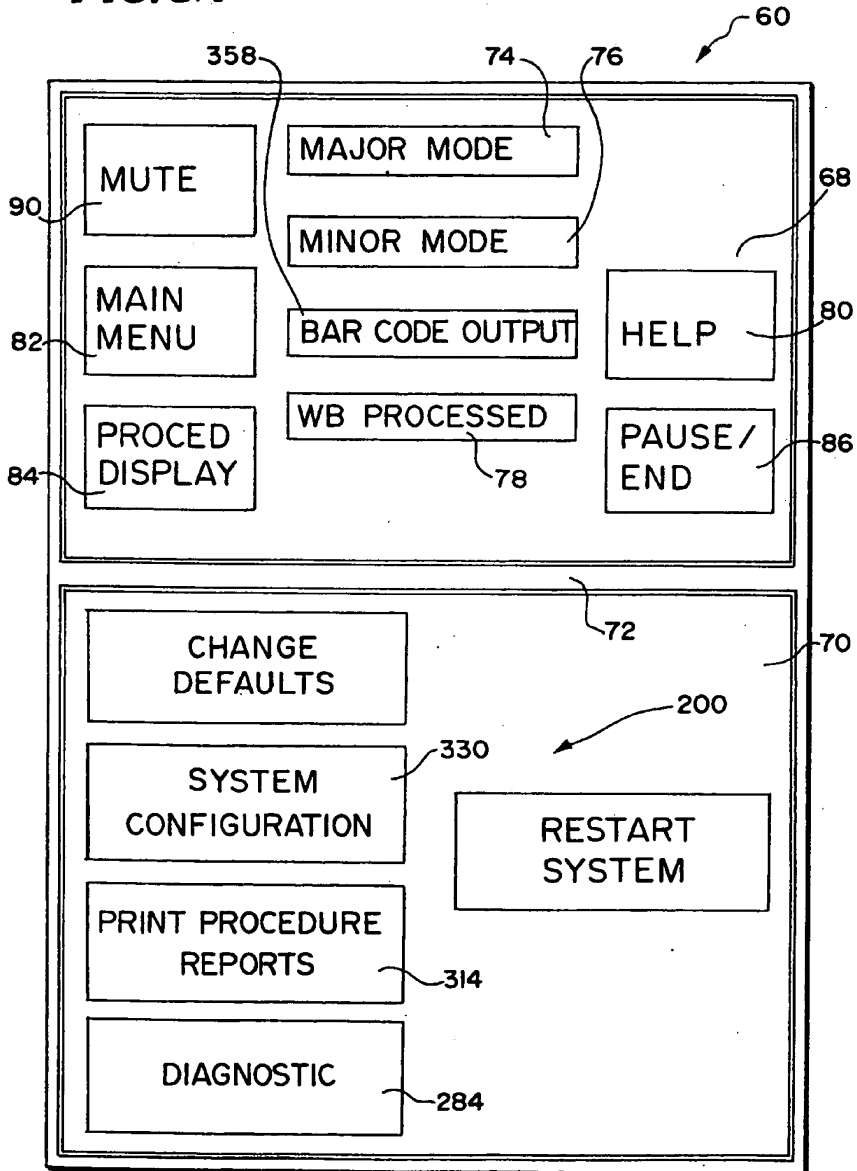 60
358
74
76
MUTE
MAJOR MODE
90
MINOR MODE
68
MAIN
MENU
82
BAR CODE OUTPUT
HELP
80
WB PROCESSED
78
PROCED
DISPLAY
84
PAUSE/
END
86
72
70
CHANGE
DEFAULTS
200
330
SYSTEM
CONFIGURATION
RESTART
SYSTEM
PRINT PROCEDURE
REPORTS
314
DIAGNOSTIC
284